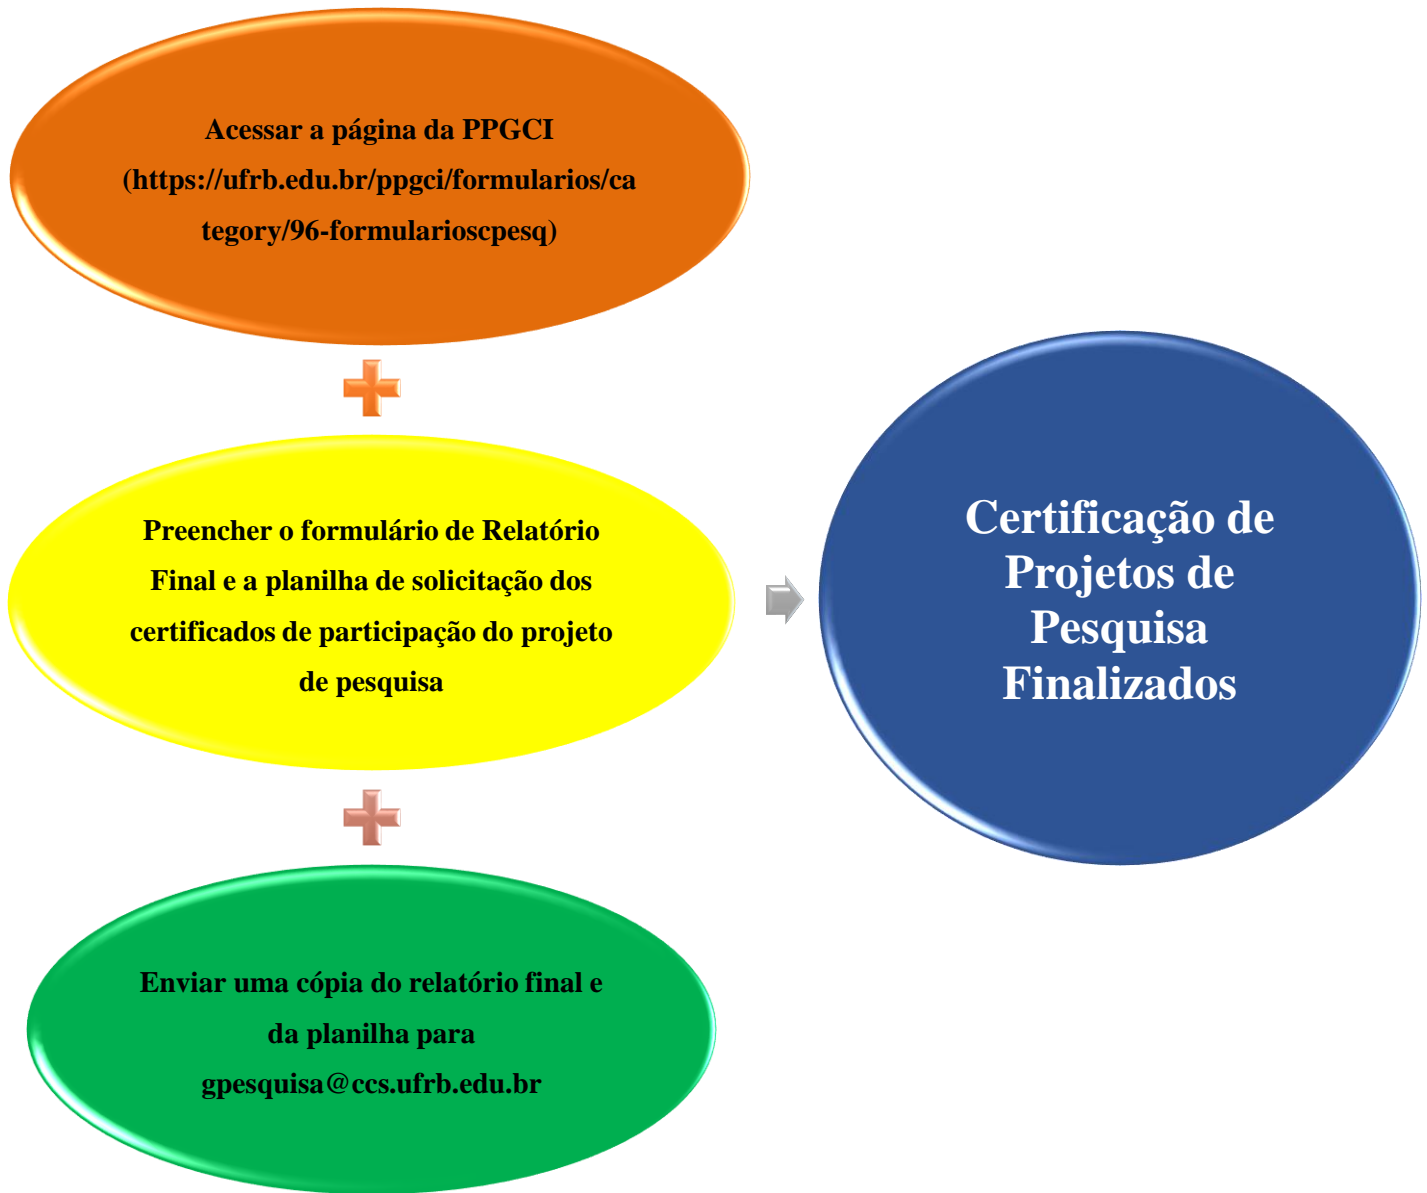 Acessar a página da PPGCI
(https://ufrb.edu.br/ppgci/formularios/ca
tegory/96-formularioscpesq)
Preencher o formulário de Relatório
Final e a planilha de solicitação dos
certificados de participação do projeto
de pesquisa
Enviar uma cópia do relatório final e
da planilha para
gpesquisa@ccs.ufrb.edu.br
Certificação de
Projetos de
Pesquisa
Finalizados